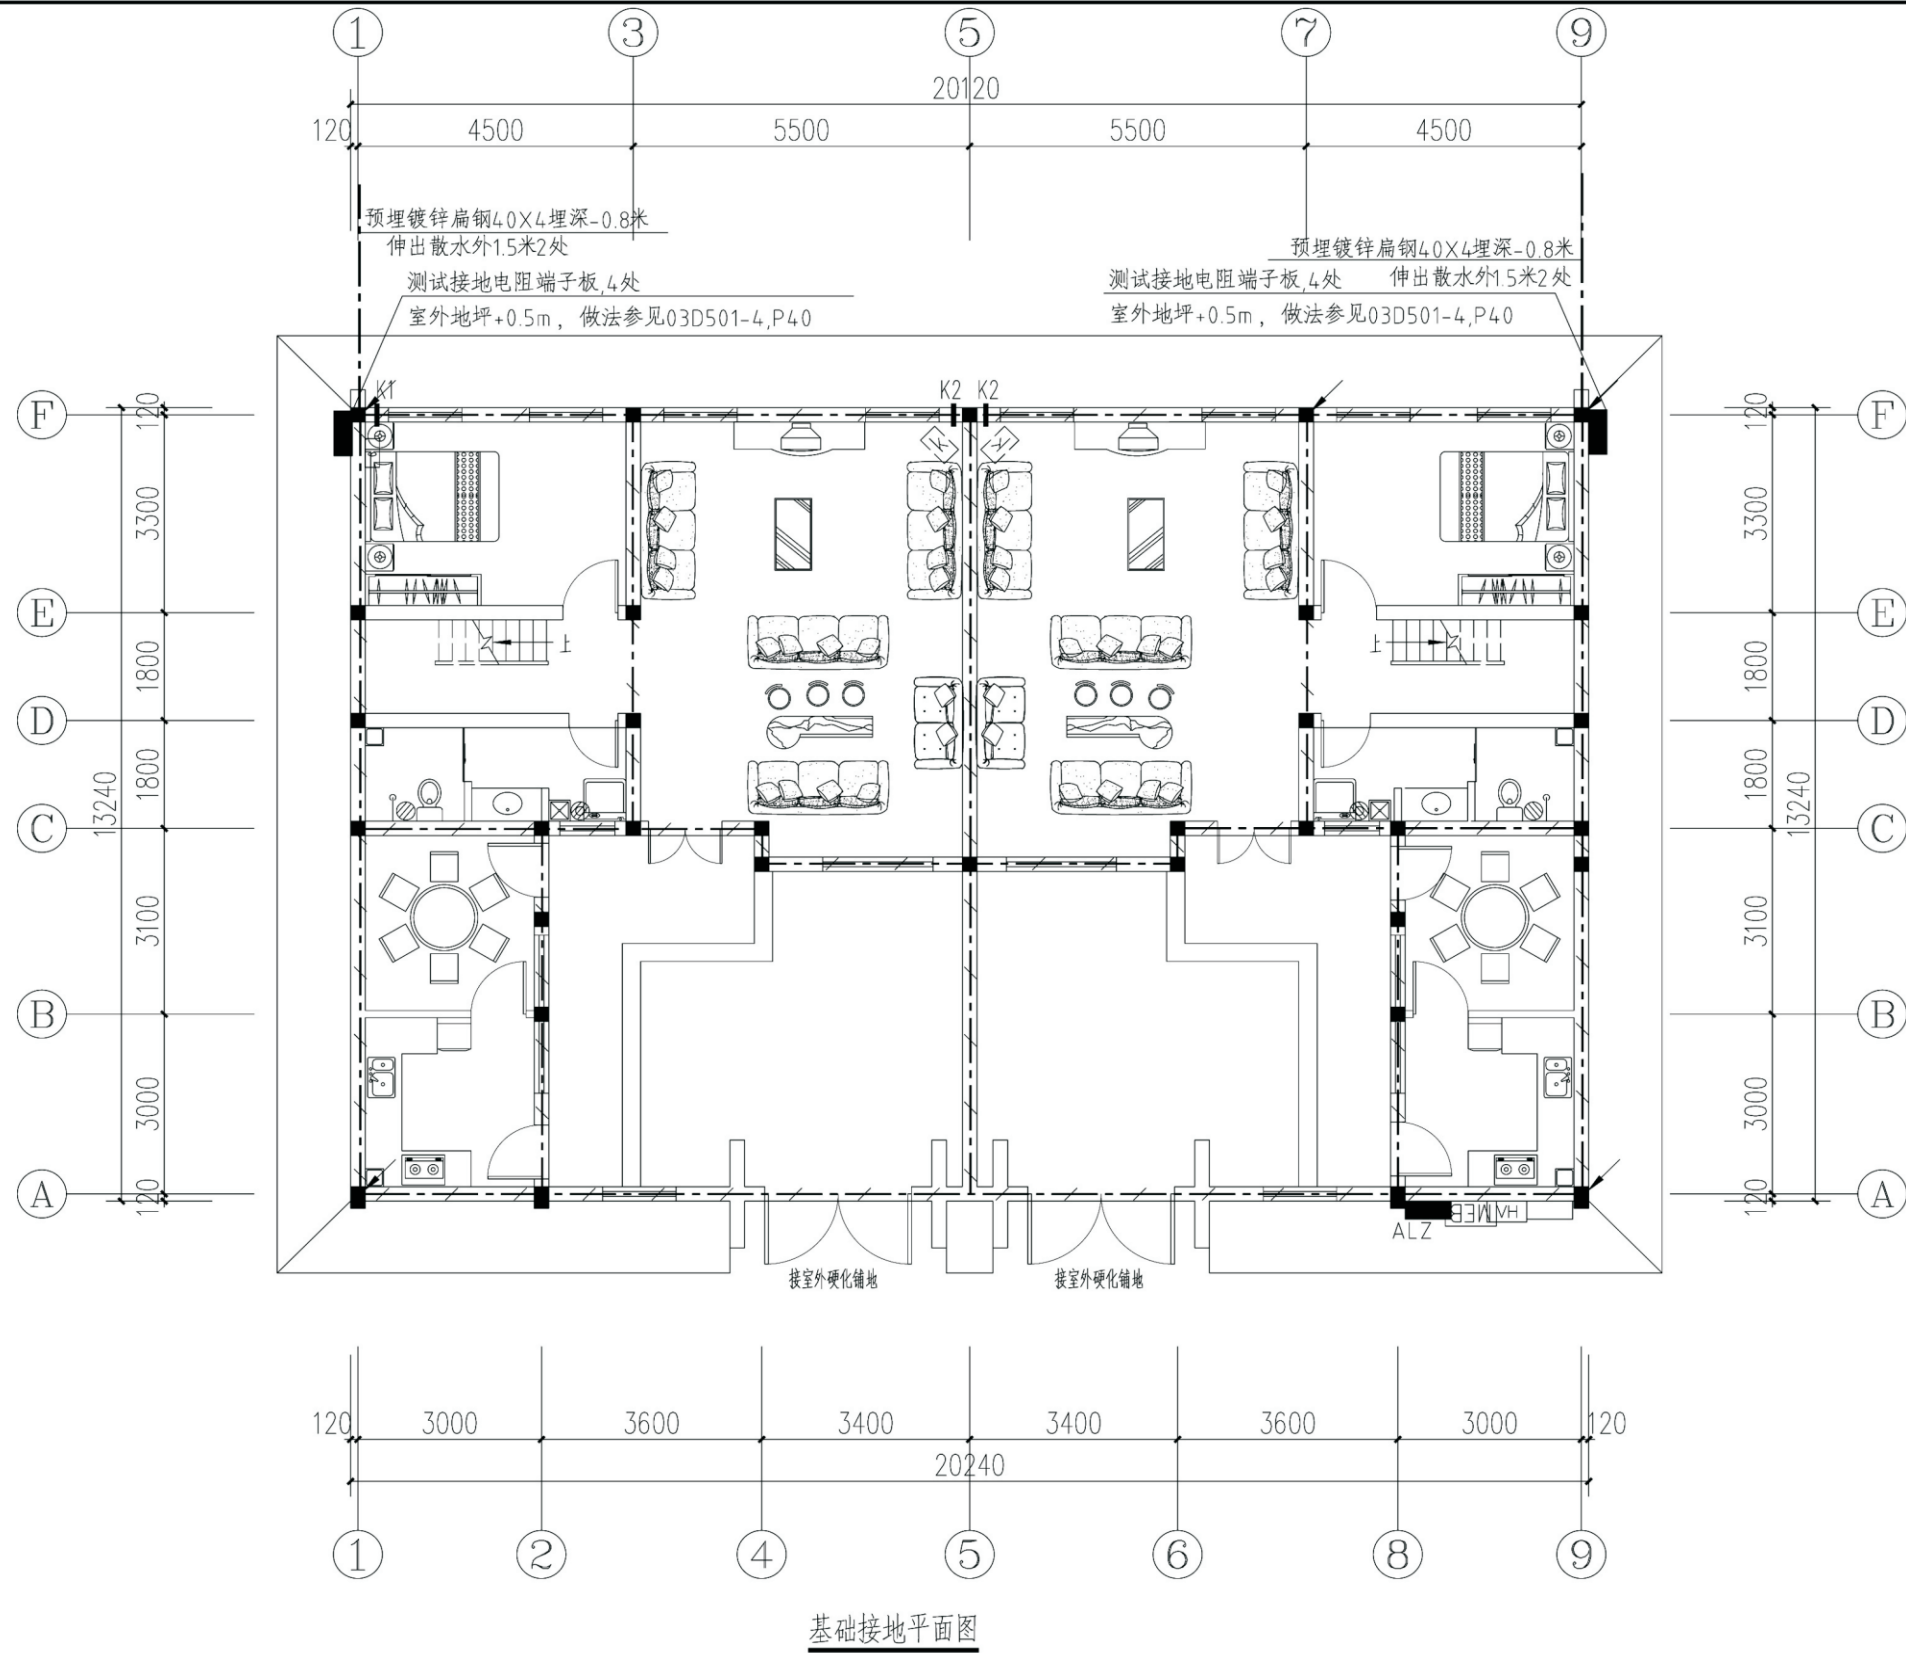 1 3 5 7 9
20120
120 4500 5500 5500 4500
预埋镀锌扁钢40X4埋深-0.8米
伸出散水外1.5米2处
测试接地电阻端子板,4处
室外地坪+0.5m，做法参见03D501-4,P40
预埋镀锌扁钢40X4埋深-0.8米
测试接地电阻端子板,4处 伸出散水外1.5米2处
室外地坪+0.5m，做法参见03D501-4,P40
K1 K2 K2
F 120 120 F
K K
3300 3300
E E
上 上
1800 1800
D D
1800 1800
13240 13240
C C
3100 3100
B B
3000 3000
A 120 120 A
MEB HA
ALZ
接室外硬化铺地 接室外硬化铺地
120 3000 3600 3400 3400 3600 3000 120
20240
1 2 4 5 6 8 9
基础接地平面图